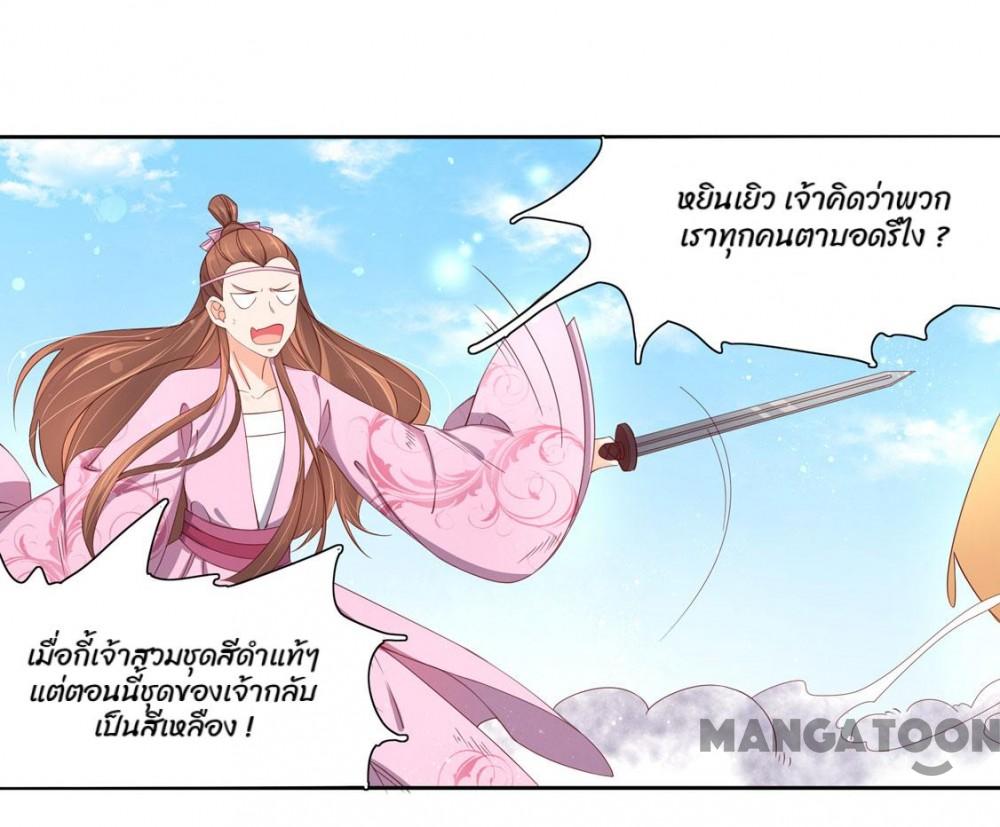 หยินเยิว เจ้าคิดว่าพวก
เราทุกคนตาบอดรึไง ?
เมื่อกี้เจ้าสวมชุดสีดำแท้ๆ
แต่ตอนนี้ชุดของเจ้ากลับ
เป็นสีเหลือง !
MANGATOON